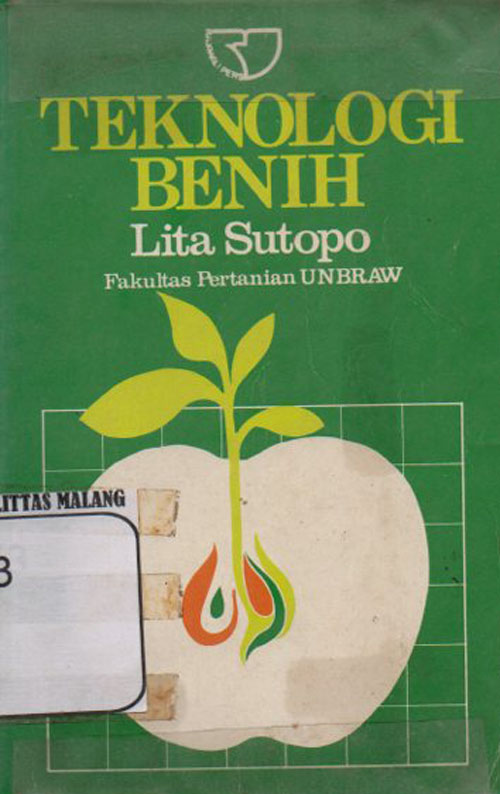 TEKNOLOGI
BENIH
Lita Sutopo
Fakultas Pertanian UNBRAW
LITTAS MALANG
3